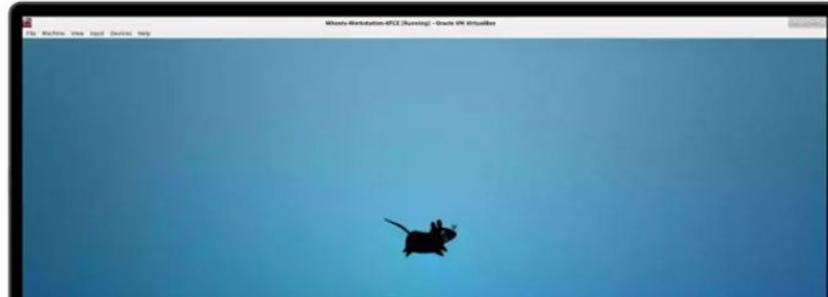 Whonix-Workstation-XFCE [Running] - Oracle VM VirtualBox
File Machine View Input Devices Help